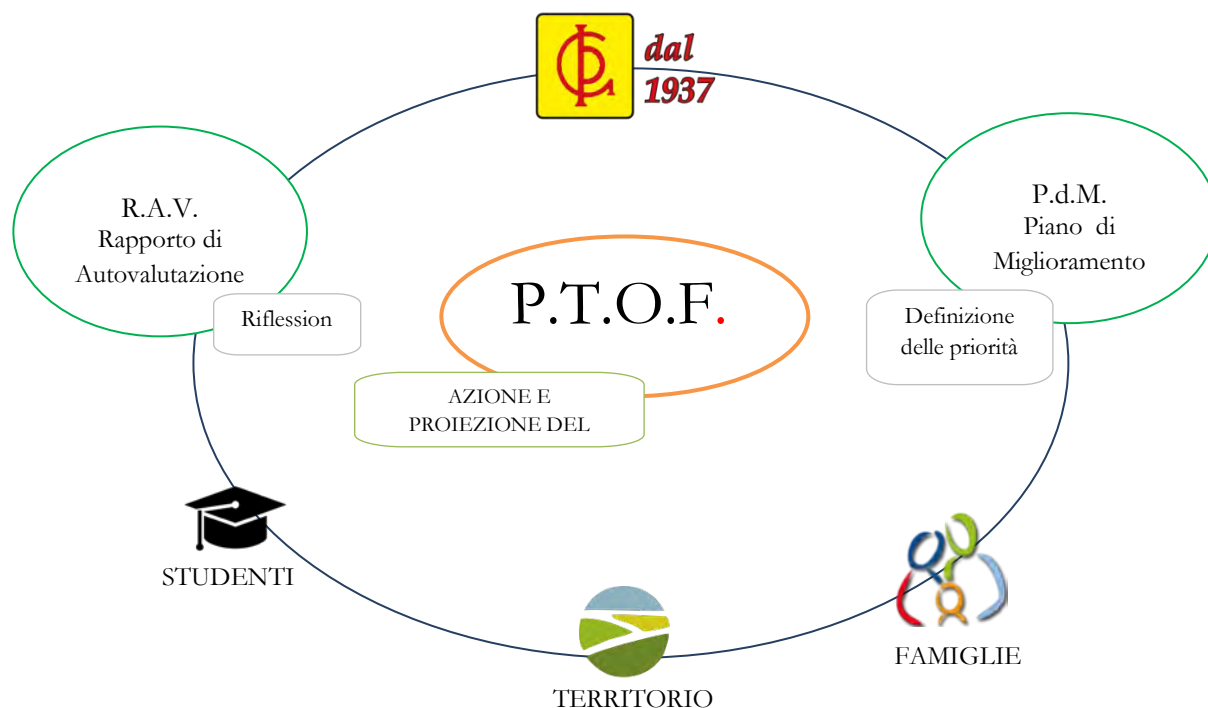 dal
1937
R.A.V.
Rapporto di
Autovalutazione
Riflession
P.d.M.
Piano di
Miglioramento
Definizione
delle priorità
P.T.O.F.
AZIONE E
PROIEZIONE DEL
STUDENTI
TERRITORIO
FAMIGLIE